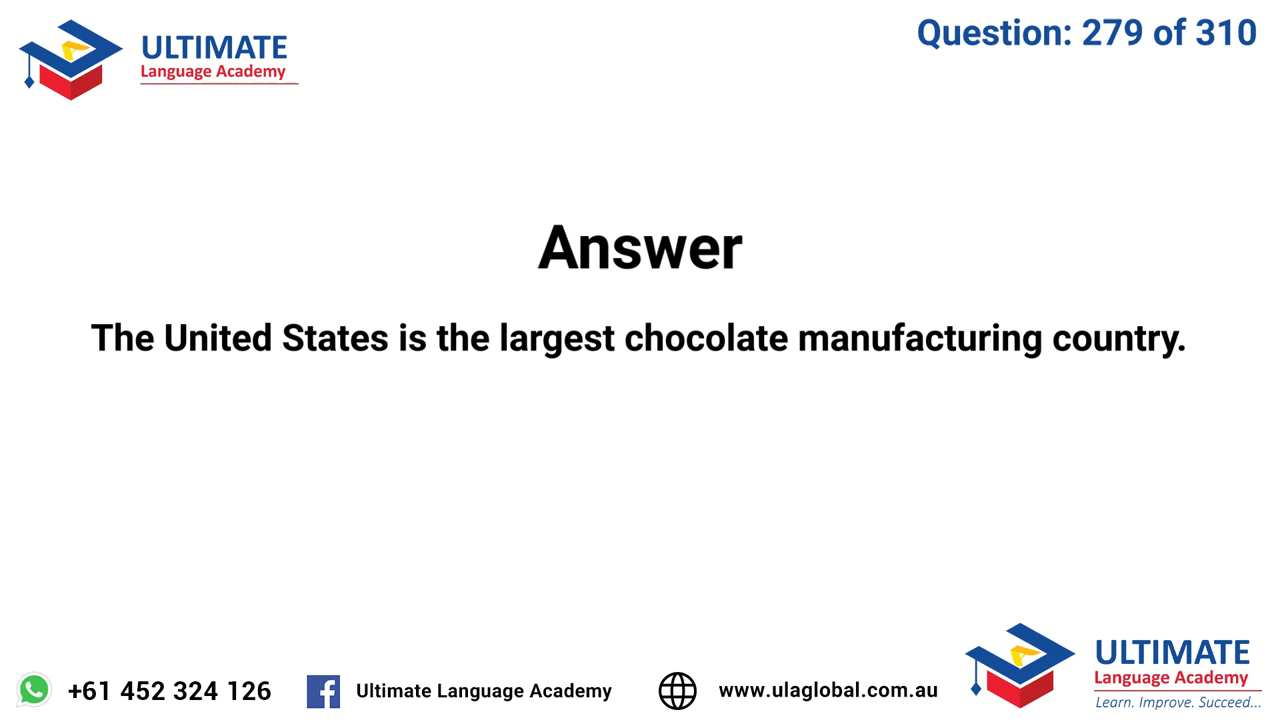 ULTIMATE
Language Academy
Question: 279 of 310
Answer
The United States is the largest chocolate manufacturing country.
+61 452 324 126
Ultimate Language Academy
www.ulaglobal.com.au
ULTIMATE
Language Academy
Learn. Improve. Succeed...